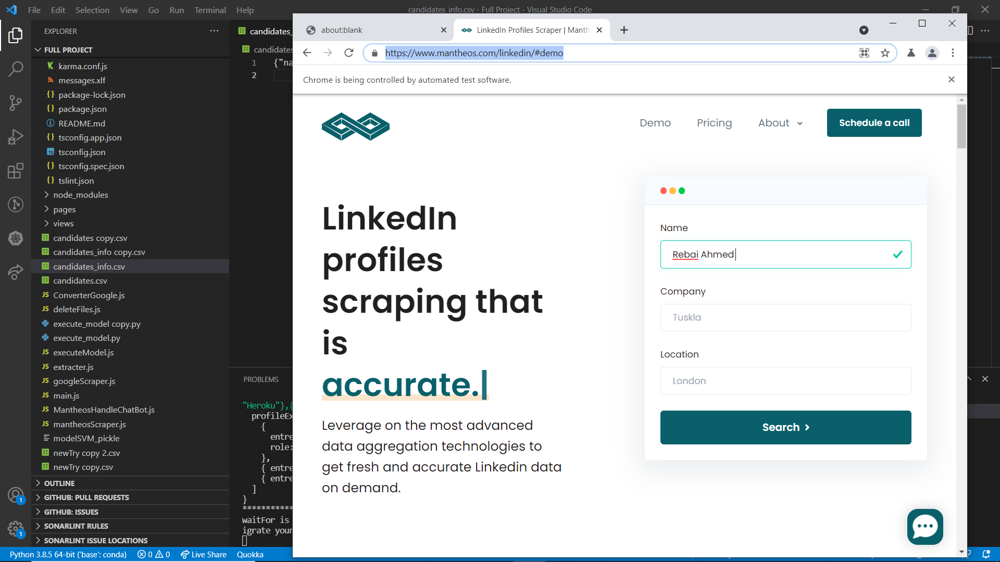 File Edit Selection View Go Run Terminal Help
candidates_info.csv - Full Project - Visual Studio Code
EXPLORER
FULL PROJECT
karma.conf.js
messages.xlf
package-lock.json
package.json
README.md
tsconfig.app.json
tsconfig.json
tsconfig.spec.json
tslint.json
node_modules
pages
views
candidates copy.csv
candidates_info copy.csv
candidates_info.csv
candidates.csv
ConverterGoogle.js
deleteFiles.js
execute_model copy.py
execute_model.py
executeModel.js
extracter.js
googleScraper.js
main.js
MantheosHandleChatBot.js
mantheosScraper.js
modelSVM_pickle
newTry copy 2.csv
newTry copy.csv
OUTLINE
GITHUB: PULL REQUESTS
GITHUB: ISSUES
SONARLINT RULES
SONARLINT ISSUE LOCATIONS
1
1
candidates_
candidates
1 {"na
2
PROBLEMS
"Heroku"},{
profileEx
{
entre
role:
},
{ entre
{ entre
]
}
***********
waitFor is
igrate your
Python 3.8.5 64-bit ('base': conda) 0 0 Live Share Quokka
about:blank
LinkedIn Profiles Scraper | Manth
https://www.mantheos.com/linkedin/#demo
Chrome is being controlled by automated test software.
Demo Pricing About Schedule a call
LinkedIn
profiles
scraping that
is
accurate.|
Leverage on the most advanced
data aggregation technologies to
get fresh and accurate Linkedin data
on demand.
Name
Rebai Ahmed
Company
Tuskla
Location
London
Search